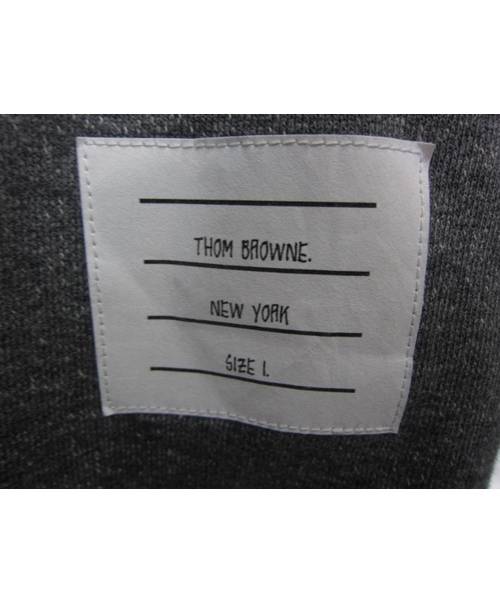 THOM BROWNE.
NEW YORK
SIZE 1.